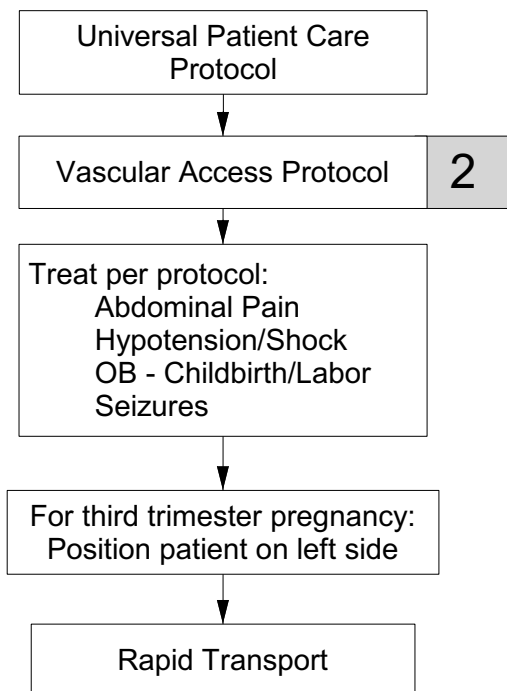 Universal Patient Care
Protocol
Vascular Access Protocol
2
Treat per protocol:
Abdominal Pain
Hypotension/Shock
OB - Childbirth/Labor
Seizures
For third trimester pregnancy:
Position patient on left side
Rapid Transport